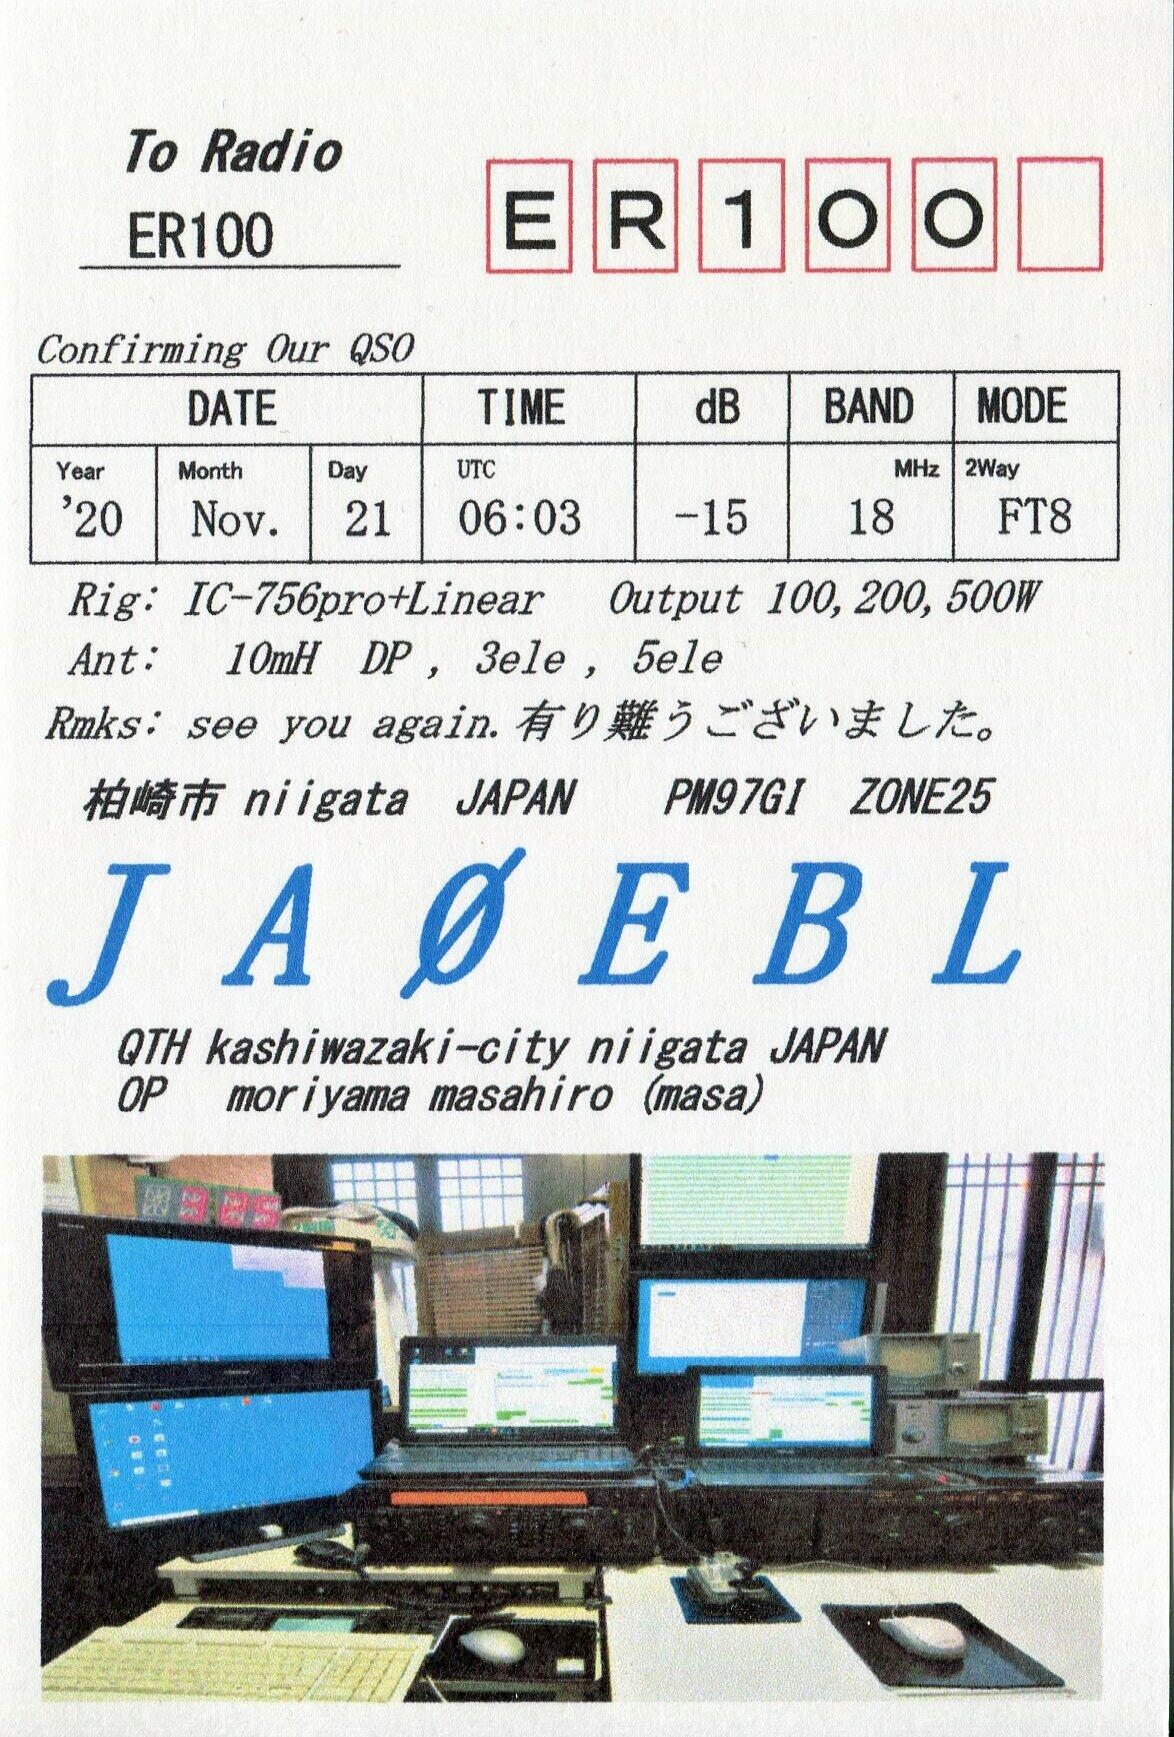 To Radio
ER100
ER100
Confirming Our QSO
DATE TIME dB BAND MODE
Year Month Day UTC MHz 2Way
'20 Nov. 21 06:03 -15 18 FT8
Rig: IC-756pro+Linear Output 100,200,500W
Ant: 10mH DP , 3ele , 5ele
Rmks: see you again. 有り難うございました。
柏崎市 niigata JAPAN PM97GI ZONE25
JAØEBL
QTH kashiwazaki-city niigata JAPAN
OP moriyama masahiro (masa)